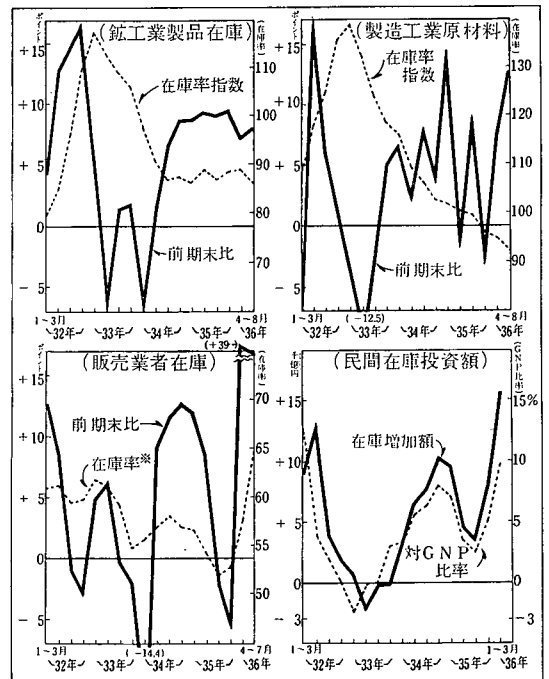 (鉱工業製品在庫)
ポイント
(在庫率)
+15
+10
+5
0
-5
110
100
90
80
70
在庫率指数
前期末比
1~3月
4~8月
32年
33年
34年
35年
36年
(製造工業原材料)
ポイント
(在庫率)
+15
+10
+5
0
-5
130
120
110
100
90
在庫率指数
前期末比
(-12.5)
1~3月
4~8月
32年
33年
34年
35年
36年
(販売業者在庫)
ポイント
(+39→)
(在庫率)
+15
+10
+5
0
-5
70
65
60
55
50
前期末比
在庫率※
(-14.4)
1~3月
4~7月
32年
33年
34年
35年
36年
(民間在庫投資額)
千億円
(GNP比率)
+15
+10
+5
0
-3
15%
10
5
0
-3
在庫増加額
対GNP
比率
1~3月
1~3月
32年
33年
34年
35年
36年